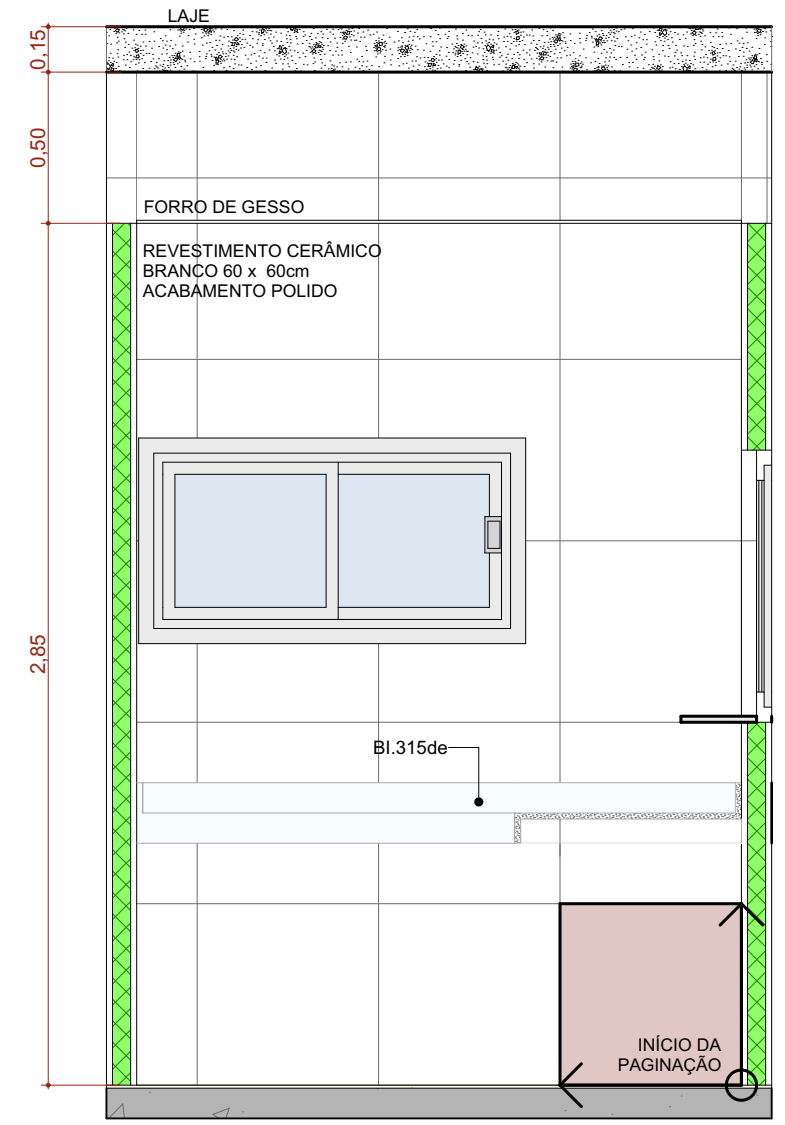 LAJE
0,15
0,50
FORRO DE GESSO
REVESTIMENTO CERÂMICO
BRANCO 60 x 60cm
ACABAMENTO POLIDO
2,85
BI.315de
INÍCIO DA
PAGINAÇÃO